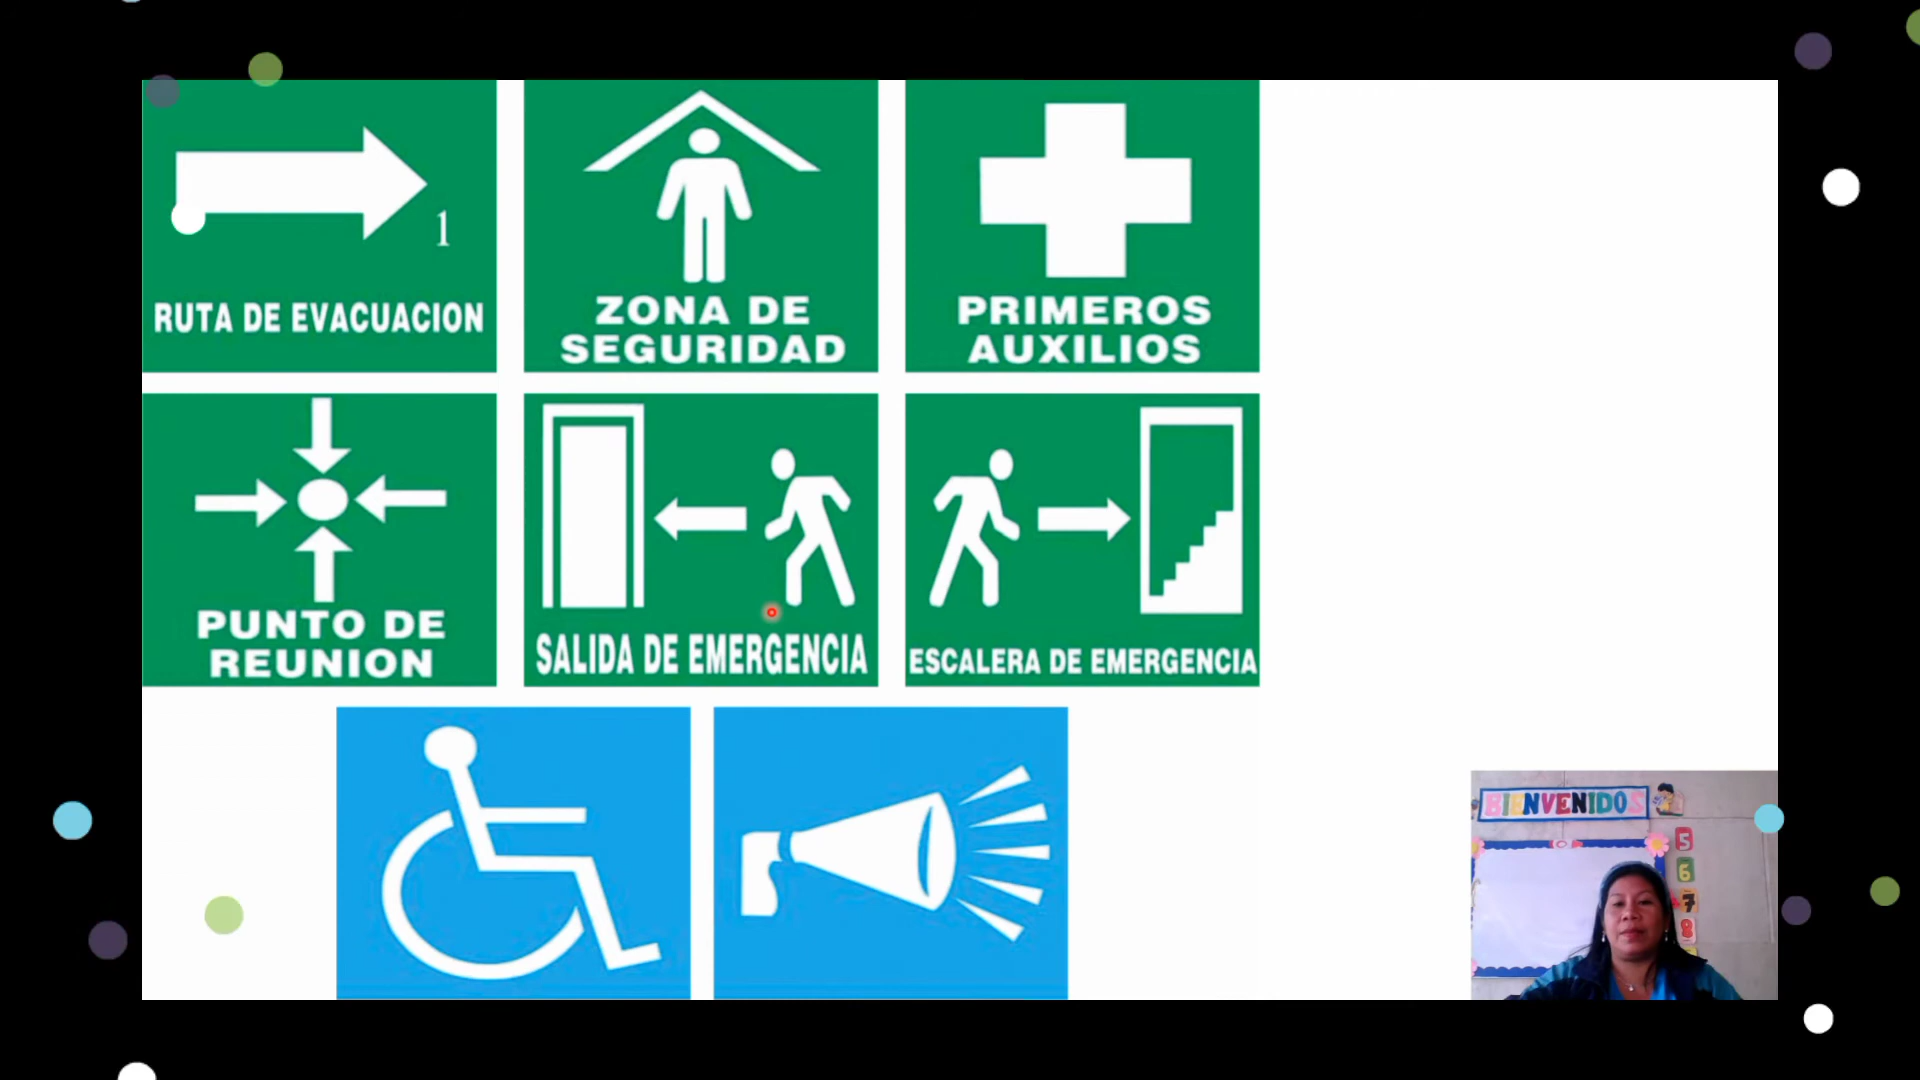 1
RUTA DE EVACUACION
ZONA DE
SEGURIDAD
PRIMEROS
AUXILIOS
PUNTO DE
REUNION
SALIDA DE EMERGENCIA
ESCALERA DE EMERGENCIA
BIENVENIDOS
5
6
7
8